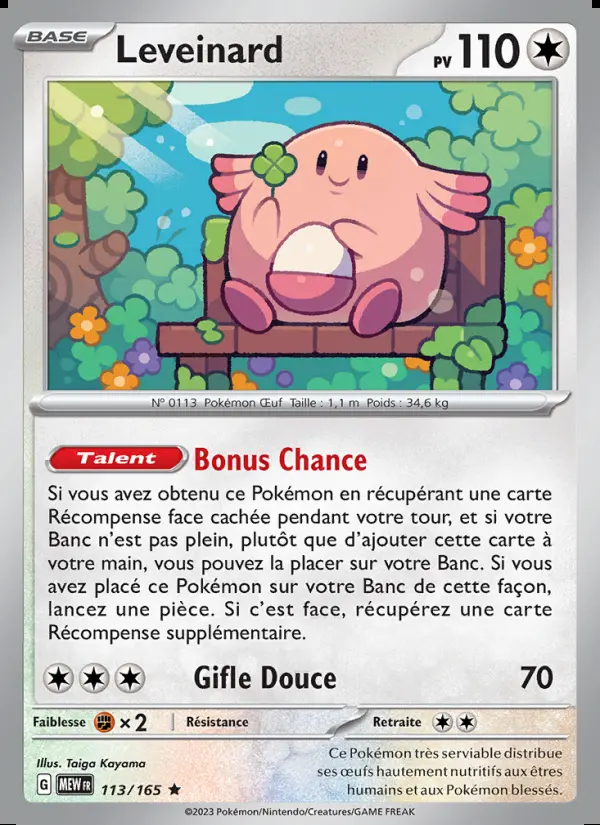 BASE
Leveinard
PV 110
N° 0113 Pokémon Œuf Taille : 1,1 m Poids : 34,6 kg
Talent Bonus Chance
Si vous avez obtenu ce Pokémon en récupérant une carte
Récompense face cachée pendant votre tour, et si votre
Banc n'est pas plein, plutôt que d'ajouter cette carte à
votre main, vous pouvez la placer sur votre Banc. Si vous
avez placé ce Pokémon sur votre Banc de cette façon,
lancez une pièce. Si c'est face, récupérez une carte
Récompense supplémentaire.
Gifle Douce 70
Faiblesse ×2 Résistance Retraite
Illus. Taiga Kayama
Ce Pokémon très serviable distribue
ses œufs hautement nutritifs aux êtres
humains et aux Pokémon blessés.
G MEW FR 113/165 ★
©2023 Pokémon/Nintendo/Creatures/GAME FREAK